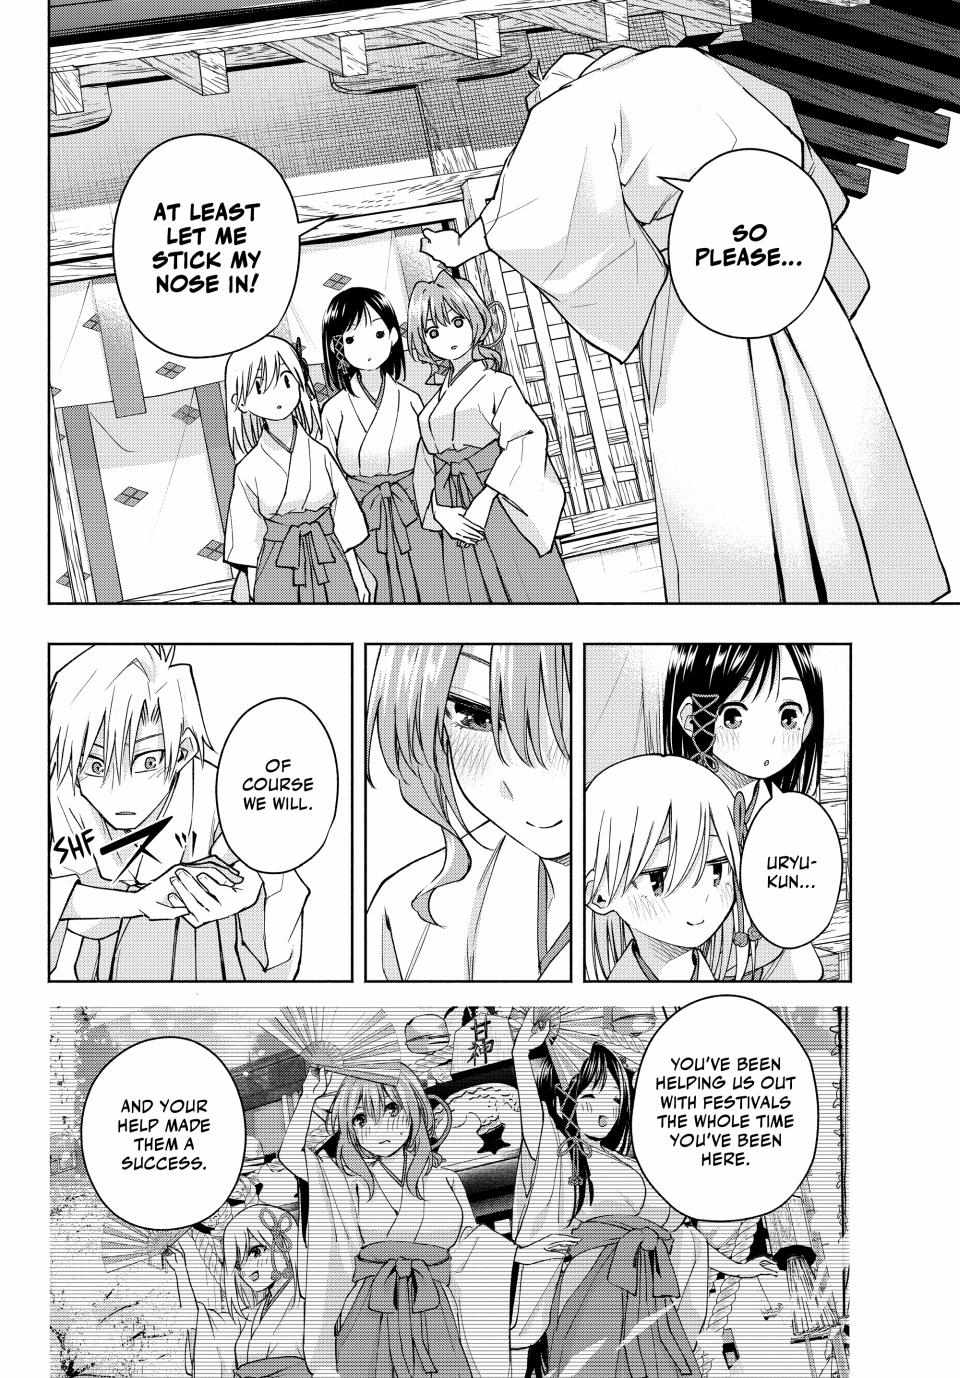 SO
PLEASE...
AT LEAST
LET ME
STICK MY
NOSE IN!
URYU-
KUN...
OF
COURSE
WE WILL.
SHF
YOU'VE BEEN
HELPING US OUT
WITH FESTIVALS
THE WHOLE TIME
YOU'VE BEEN
HERE.
甘神
AND YOUR
HELP MADE
THEM A
SUCCESS.